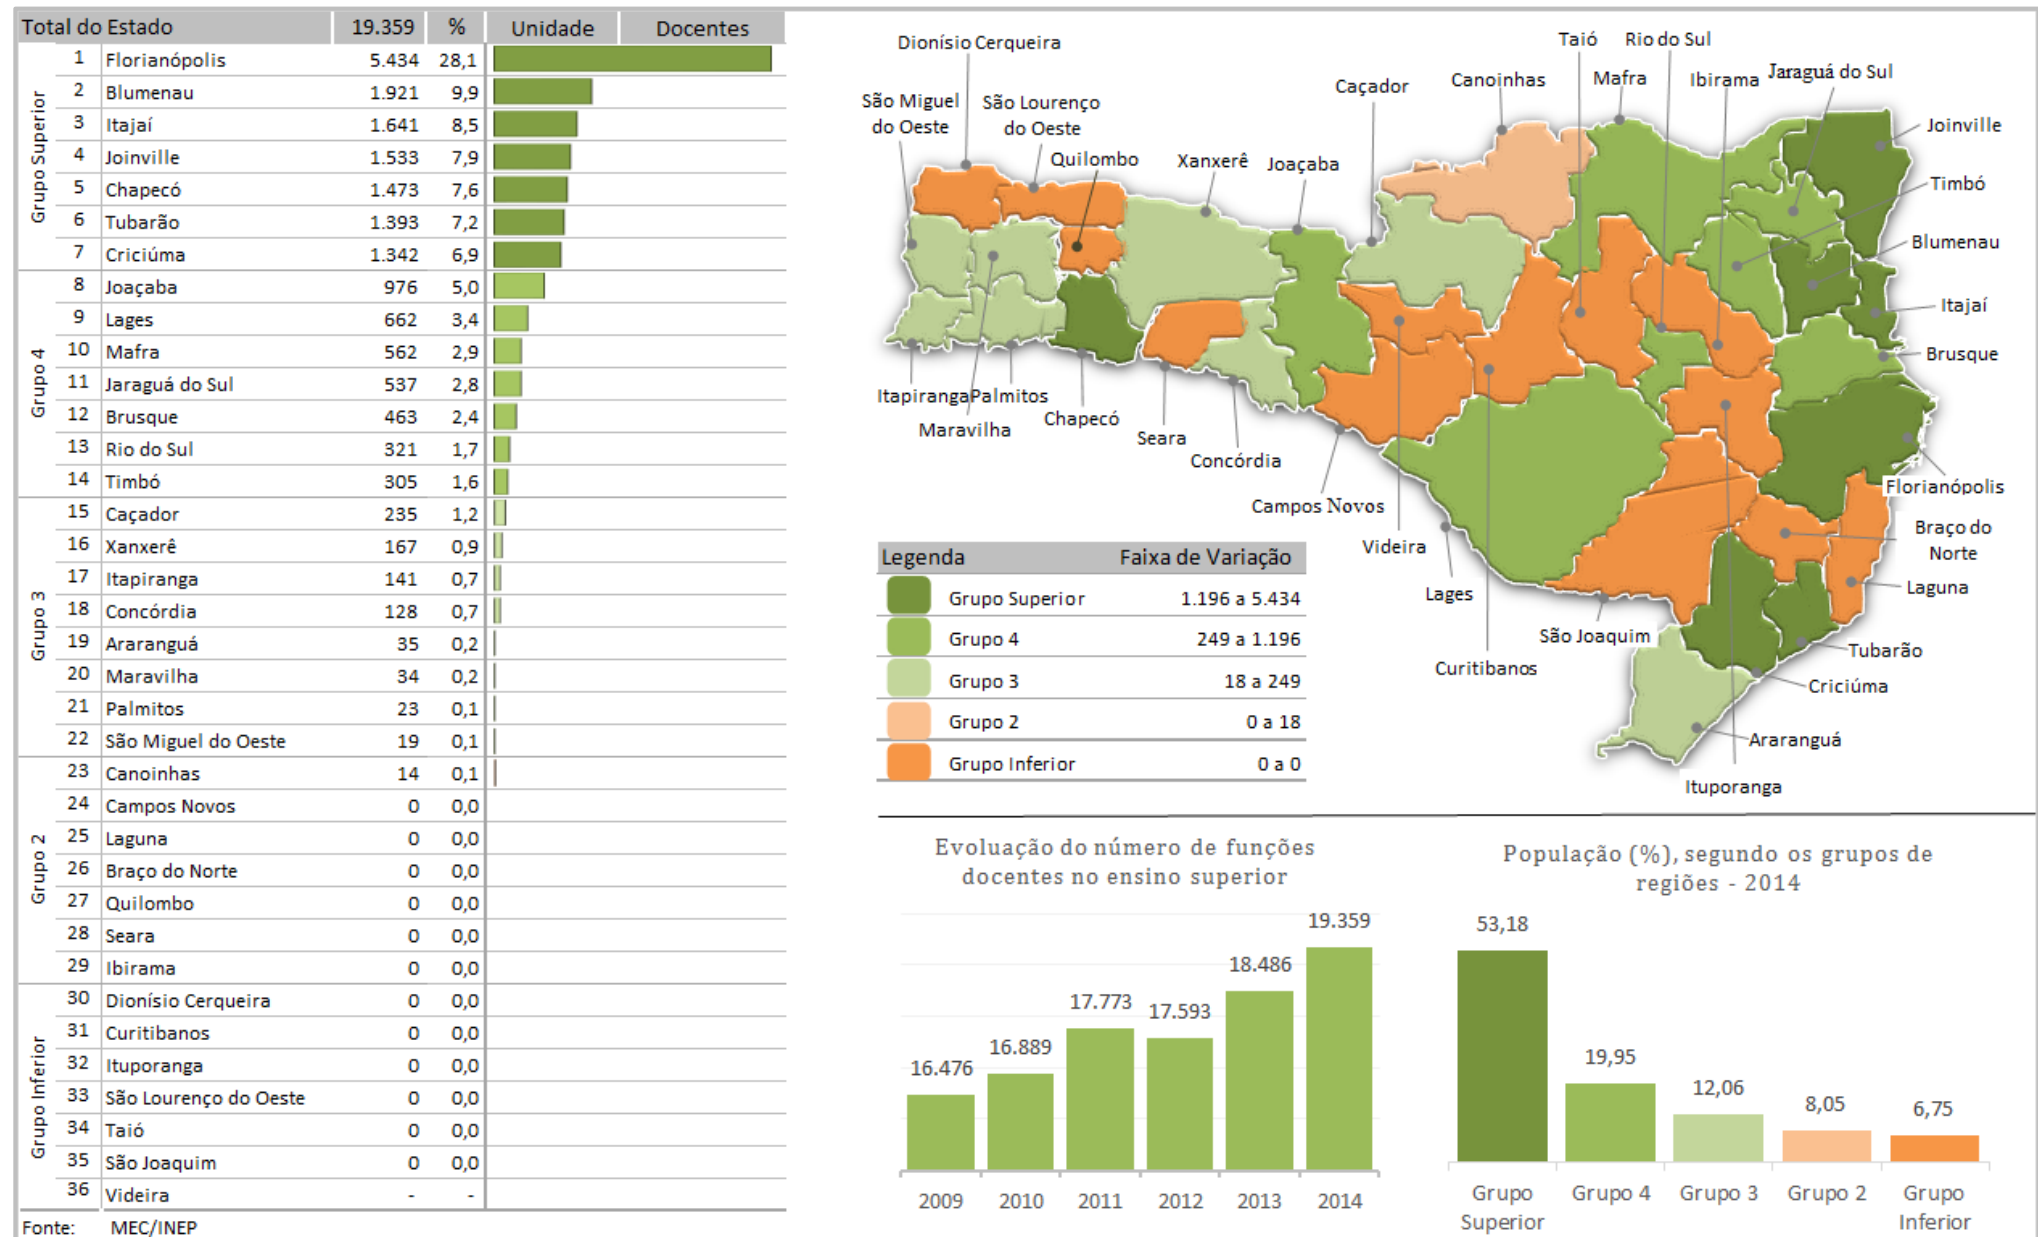 Total do Estado 19.359 % Unidade Docentes
Grupo Superior
1 Florianópolis 5.434 28,1
2 Blumenau 1.921 9,9
3 Itajaí 1.641 8,5
4 Joinville 1.533 7,9
5 Chapecó 1.473 7,6
6 Tubarão 1.393 7,2
7 Criciúma 1.342 6,9
Grupo 4
8 Joaçaba 976 5,0
9 Lages 662 3,4
10 Mafra 562 2,9
11 Jaraguá do Sul 537 2,8
12 Brusque 463 2,4
13 Rio do Sul 321 1,7
14 Timbó 305 1,6
Grupo 3
15 Caçador 235 1,2
16 Xanxerê 167 0,9
17 Itapiranga 141 0,7
18 Concórdia 128 0,7
19 Araranguá 35 0,2
20 Maravilha 34 0,2
21 Palmitos 23 0,1
22 São Miguel do Oeste 19 0,1
Grupo 2
23 Canoinhas 14 0,1
24 Campos Novos 0 0,0
25 Laguna 0 0,0
26 Braço do Norte 0 0,0
27 Quilombo 0 0,0
28 Seara 0 0,0
29 Ibirama 0 0,0
Grupo Inferior
30 Dionísio Cerqueira 0 0,0
31 Curitibanos 0 0,0
32 Ituporanga 0 0,0
33 São Lourenço do Oeste 0 0,0
34 Taió 0 0,0
35 São Joaquim 0 0,0
36 Videira - -
Fonte: MEC/INEP
Dionísio Cerqueira
São Miguel
do Oeste
São Lourenço
do Oeste
Quilombo
Xanxerê
Joaçaba
Caçador
Canoinhas
Taió
Mafra
Rio do Sul
Ibirama
Jaraguá do Sul
Joinville
Timbó
Blumenau
Itajaí
Brusque
Florianópolis
Braço do
Norte
Laguna
Tubarão
Criciúma
Araranguá
Ituporanga
São Joaquim
Curitibanos
Lages
Videira
Campos Novos
Concórdia
Seara
Chapecó
Maravilha
Palmitos
Itapiranga
Legenda Faixa de Variação
Grupo Superior 1.196 a 5.434
Grupo 4 249 a 1.196
Grupo 3 18 a 249
Grupo 2 0 a 18
Grupo Inferior 0 a 0
Evoluação do número de funções
docentes no ensino superior
16.476
16.889
17.773
17.593
18.486
19.359
2009 2010 2011 2012 2013 2014
População (%), segundo os grupos de
regiões - 2014
53,18
19,95
12,06
8,05
6,75
Grupo
Superior
Grupo 4
Grupo 3
Grupo 2
Grupo
Inferior